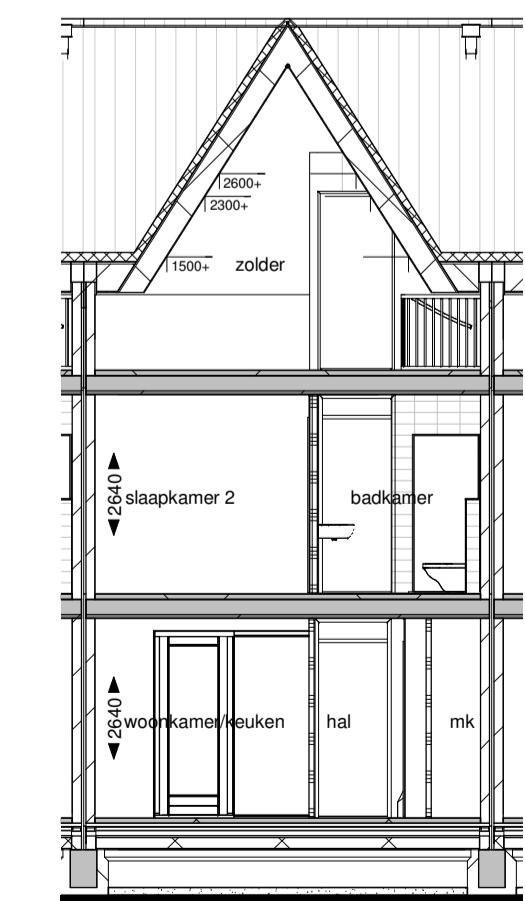 2600+
2300+
1500+ zolder
2640 slaapkamer 2 badkamer
2640 woonkamer/keuken hal mk